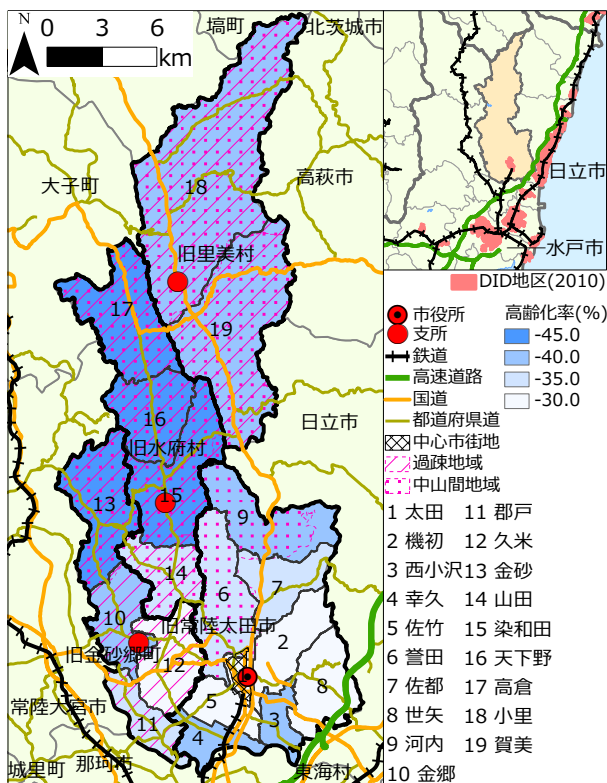 N
0 3 6
km
塙町
北茨城市
大子町
高萩市
18
旧里美村
17
19
16
日立市
旧水府村
13
15
9
14
7
10
6
旧常陸太田市
2
旧金砂郷町
12
8
5
常陸大宮市
11
3
4
城里町
那珂市
東海村
日立市
水戸市
DID地区(2010)
市役所
支所
鉄道
高速道路
国道
都道府県道
中心市街地
過疎地域
中山間地域
高齢化率(%)
-45.0
-40.0
-35.0
-30.0
1 太田 11 郡戸
2 機初 12 久米
3 西小沢 13 金砂
4 幸久 14 山田
5 佐竹 15 染和田
6 誉田 16 天下野
7 佐都 17 高倉
8 世矢 18 小里
9 河内 19 賀美
10 金郷